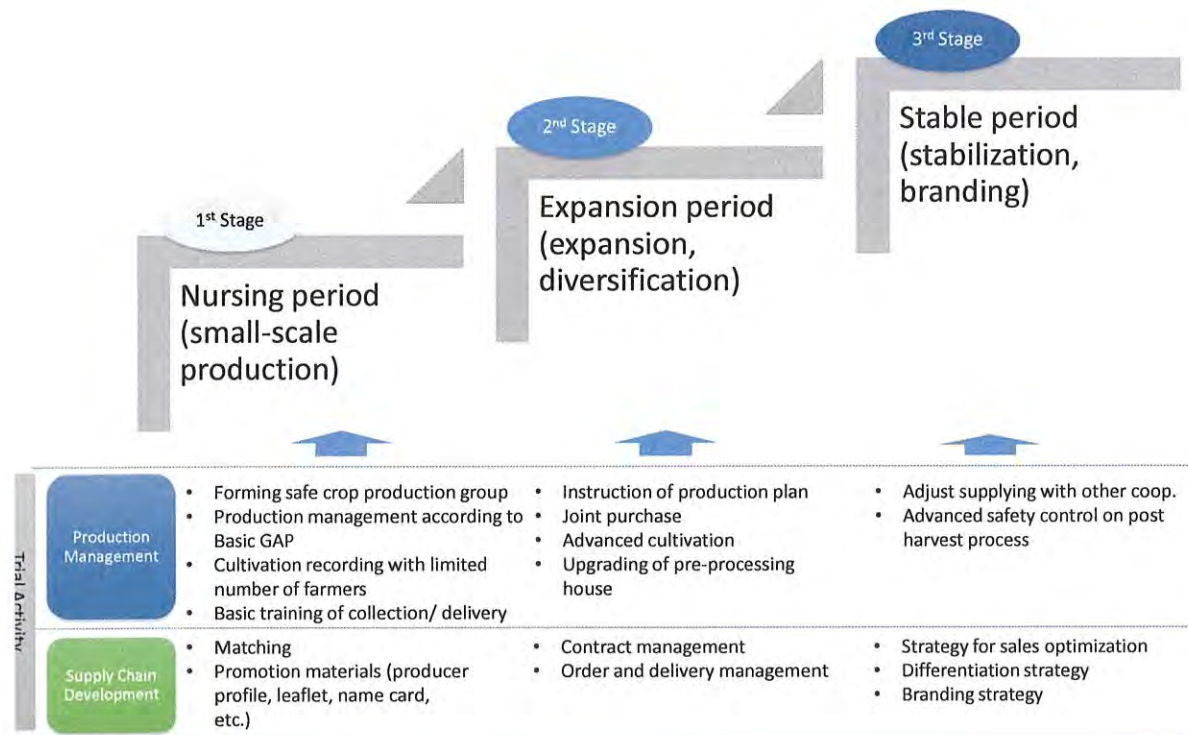 3rd Stage
2nd Stage
1st Stage
Stable period
(stabilization,
branding)
Expansion period
(expansion,
diversification)
Nursing period
(small-scale
production)
Trial Activity
Production
Management
• Forming safe crop production group
• Production management according to
Basic GAP
• Cultivation recording with limited
number of farmers
• Basic training of collection/ delivery
• Instruction of production plan
• Joint purchase
• Advanced cultivation
• Upgrading of pre-processing
house
• Adjust supplying with other coop.
• Advanced safety control on post
harvest process
Supply Chain
Development
• Matching
• Promotion materials (producer
profile, leaflet, name card,
etc.)
• Contract management
• Order and delivery management
• Strategy for sales optimization
• Differentiation strategy
• Branding strategy